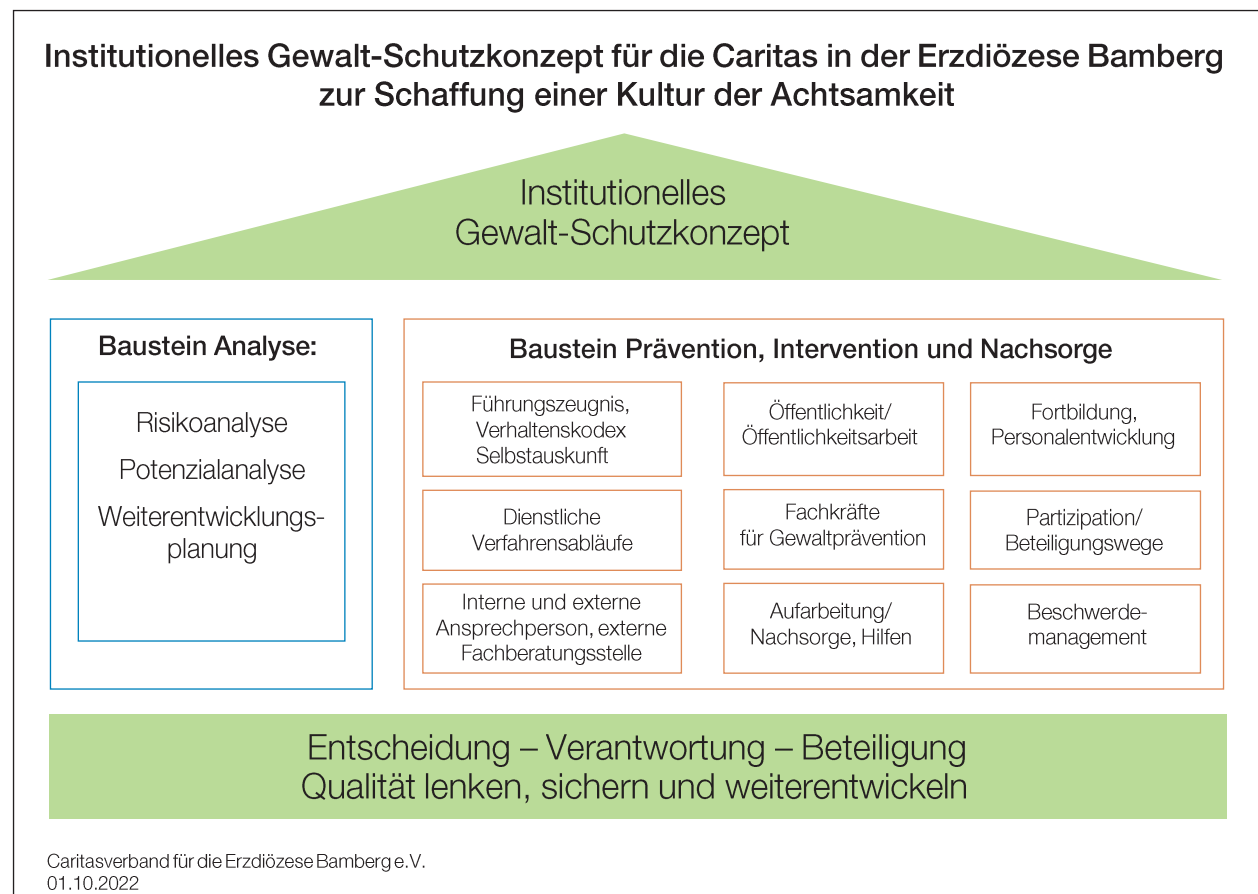 Institutionelles Gewalt-Schutzkonzept für die Caritas in der Erzdiözese Bamberg
zur Schaffung einer Kultur der Achtsamkeit
Institutionelles
Gewalt-Schutzkonzept
Baustein Analyse:
Risikoanalyse
Potenzialanalyse
Weiterentwicklungs-
planung
Baustein Prävention, Intervention und Nachsorge
Führungszeugnis,
Verhaltenskodex
Selbstauskunft
Öffentlichkeit/
Öffentlichkeitsarbeit
Fortbildung,
Personalentwicklung
Dienstliche
Verfahrensabläufe
Fachkräfte
für Gewaltprävention
Partizipation/
Beteiligungswege
Interne und externe
Ansprechperson, externe
Fachberatungsstelle
Aufarbeitung/
Nachsorge, Hilfen
Beschwerde-
management
Entscheidung – Verantwortung – Beteiligung
Qualität lenken, sichern und weiterentwickeln
Caritasverband für die Erzdiözese Bamberg e.V.
01.10.2022